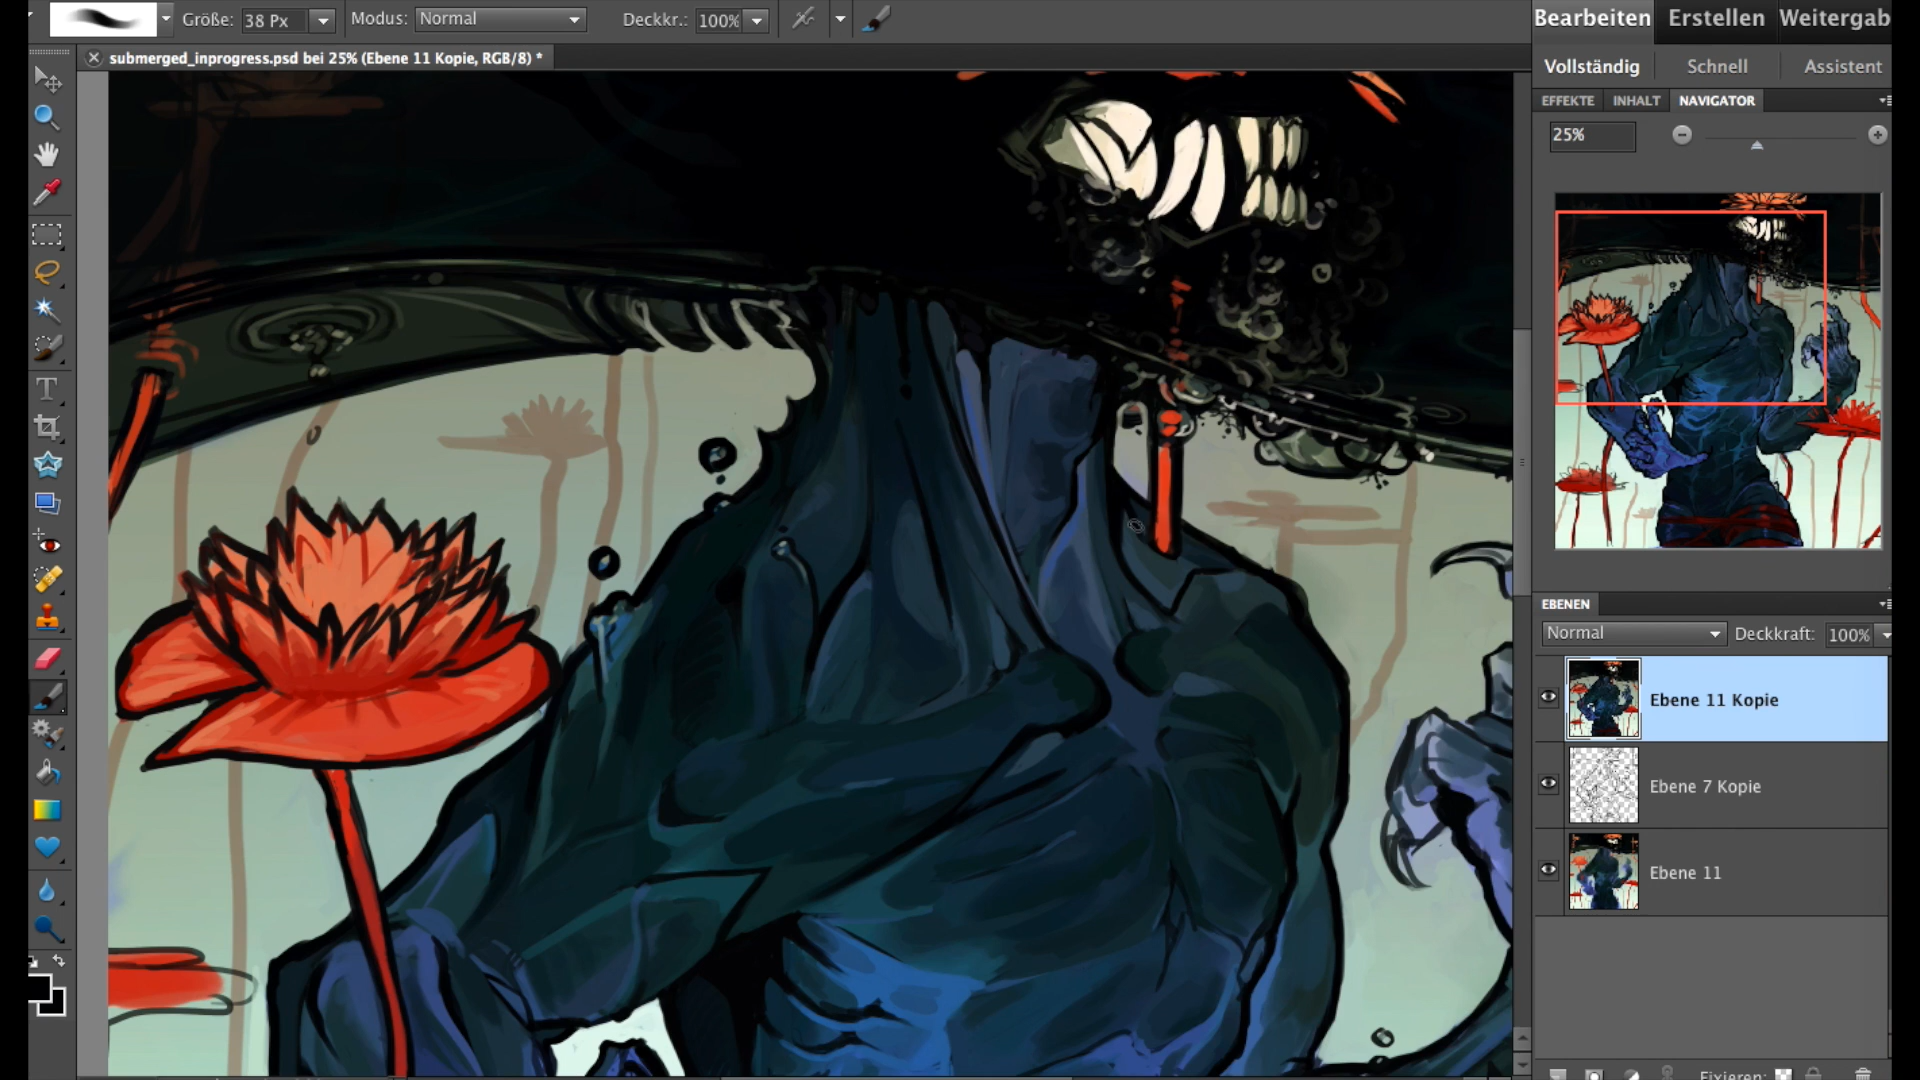 Größe: 38 Px Modus: Normal Deckkr.: 100%
Bearbeiten Erstellen Weitergab
submerged_inprogress.psd bei 25% (Ebene 11 Kopie, RGB/8) *
Vollständig Schnell Assistent
EFFEKTE INHALT NAVIGATOR
25%
EBENEN
Normal Deckkraft: 100%
Ebene 11 Kopie
Ebene 7 Kopie
Ebene 11
Fixieren: